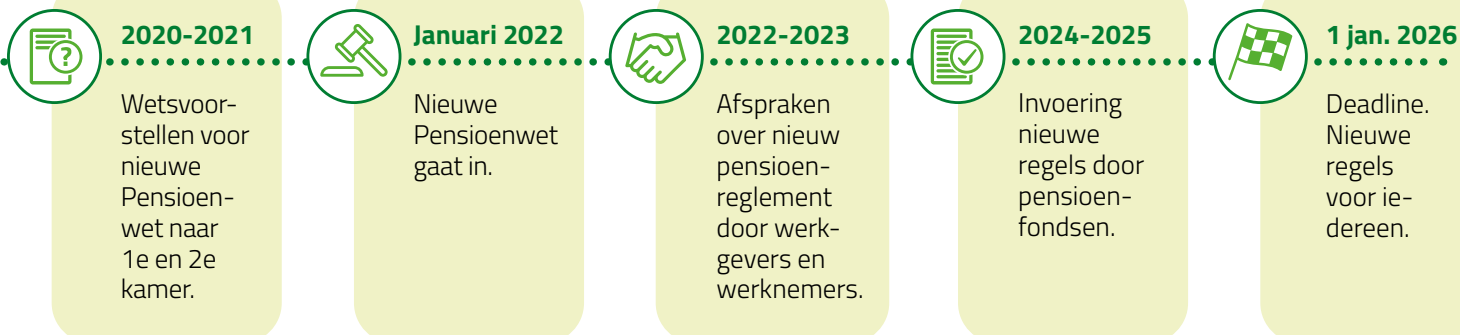 2020-2021
Wetsvoor-
stellen voor
nieuwe
Pensioen-
wet naar
1e en 2e
kamer.
Januari 2022
Nieuwe
Pensioenwet
gaat in.
2022-2023
Afspraken
over nieuw
pensioen-
reglement
door werk-
gevers en
werknemers.
2024-2025
Invoering
nieuwe
regels door
pensioen-
fondsen.
1 jan. 2026
Deadline.
Nieuwe
regels
voor ie-
dereen.